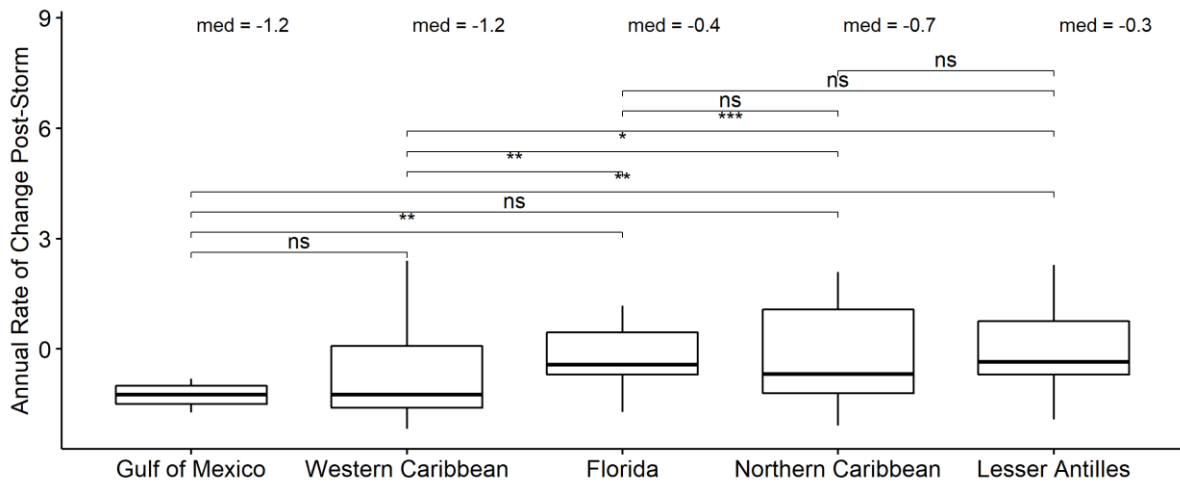 Annual Rate of Change Post-Storm
9
6
3
0
med = -1.2
med = -1.2
med = -0.4
med = -0.7
med = -0.3
ns
ns
ns
***
*
**
**
ns
**
ns
Gulf of Mexico
Western Caribbean
Florida
Northern Caribbean
Lesser Antilles